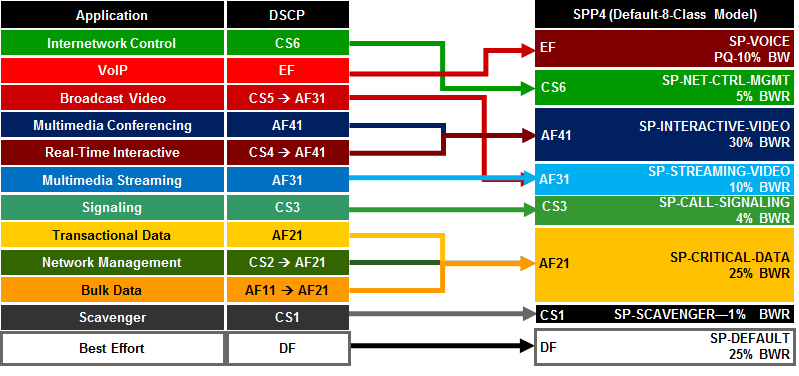 Application DSCP SPP4 (Default-8-Class Model)
Internetwork Control CS6
VoIP EF
Broadcast Video CS5 → AF31
Multimedia Conferencing AF41
Real-Time Interactive CS4 → AF41
Multimedia Streaming AF31
Signaling CS3
Transactional Data AF21
Network Management CS2 → AF21
Bulk Data AF11 → AF21
Scavenger CS1
Best Effort DF
EF SP-VOICE
PQ-10% BW
CS6 SP-NET-CTRL-MGMT
5% BWR
AF41 SP-INTERACTIVE-VIDEO
30% BWR
AF31 SP-STREAMING-VIDEO
10% BWR
CS3 SP-CALL-SIGNALING
4% BWR
AF21 SP-CRITICAL-DATA
25% BWR
CS1 SP-SCAVENGER—1% BWR
DF SP-DEFAULT
25% BWR